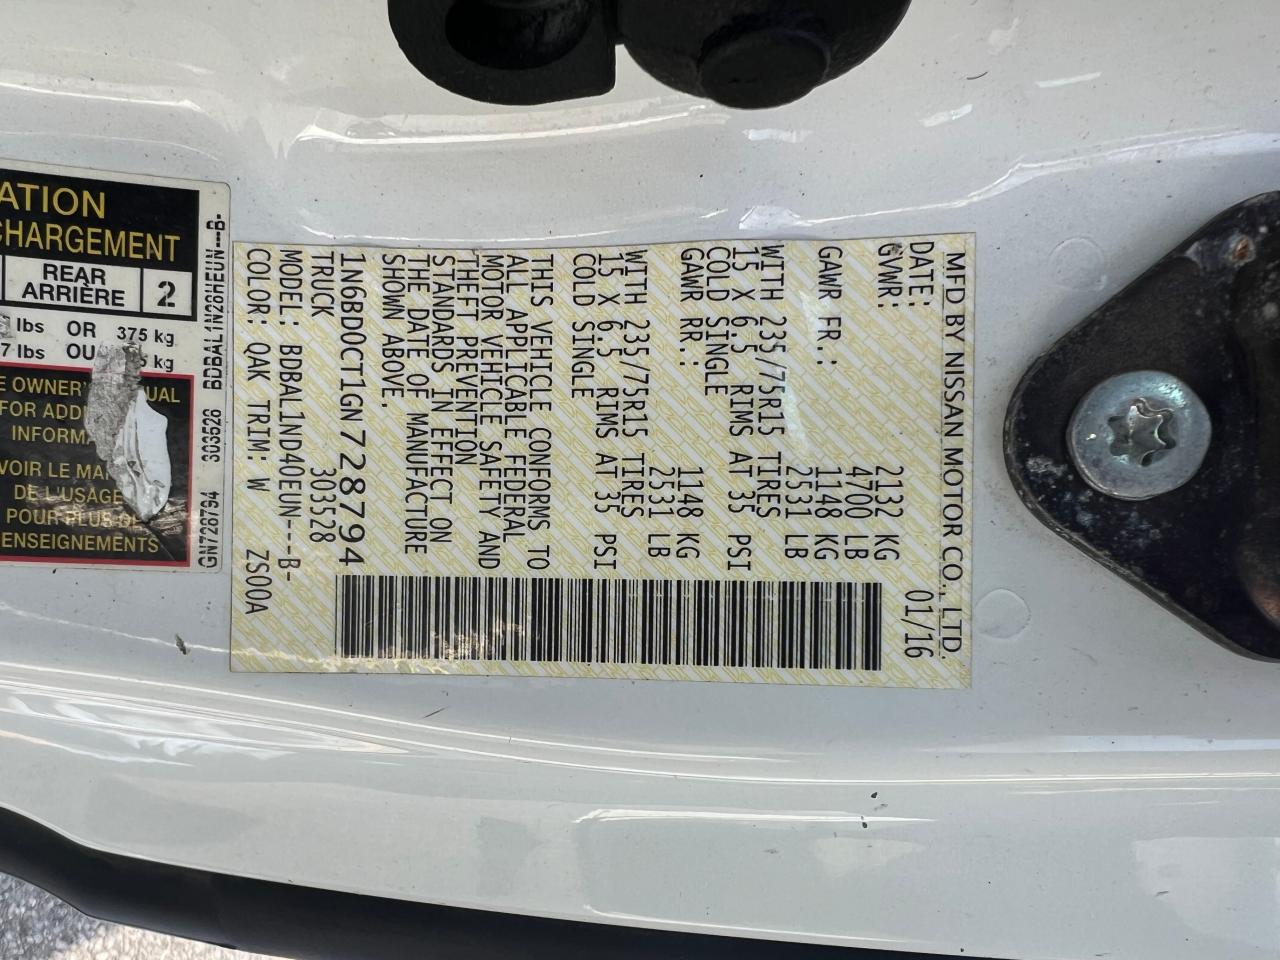 MFD BY NISSAN MOTOR CO., LTD.
DATE: 01/16
GVWR: 2132 KG
4700 LB
GAWR FR.: 1148 KG
2531 LB
WITH 235/75R15 TIRES
15 X 6.5 RIMS AT 35 PSI
COLD SINGLE
GAWR RR.: 1148 KG
2531 LB
WITH 235/75R15 TIRES
15 X 6.5 RIMS AT 35 PSI
COLD SINGLE
THIS VEHICLE CONFORMS TO
ALL APPLICABLE FEDERAL
MOTOR VEHICLE SAFETY AND
THEFT PREVENTION
STANDARDS IN EFFECT ON
THE DATE OF MANUFACTURE
SHOWN ABOVE.
1N6BD0CT1GN728794
TRUCK 303528
MODEL: BDBAL1ND40EUN---B-
COLOR: QAK TRIM: W ZS00A
ATION
CHARGEMENT
REAR
ARRIÈRE 2
lbs OR 375 kg
7 lbs OU kg
OWNER'
FOR
VOIR LE
DE L'USAGE
POUR PLUS DE
ENSEIGNEMENTS
GN728794 303528 BDBAL1N28HEUN---B-